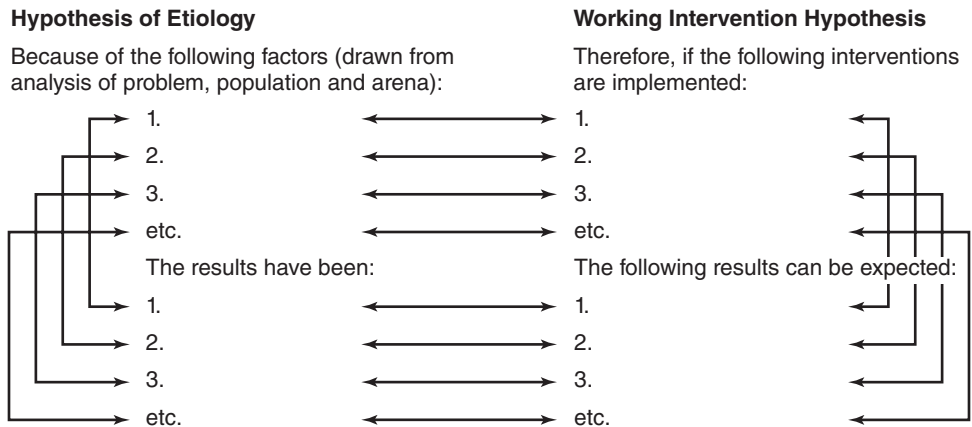 Hypothesis of Etiology
Because of the following factors (drawn from
analysis of problem, population and arena):
1.
2.
3.
etc.
The results have been:
1.
2.
3.
etc.
Working Intervention Hypothesis
Therefore, if the following interventions
are implemented:
1.
2.
3.
etc.
The following results can be expected:
1.
2.
3.
etc.